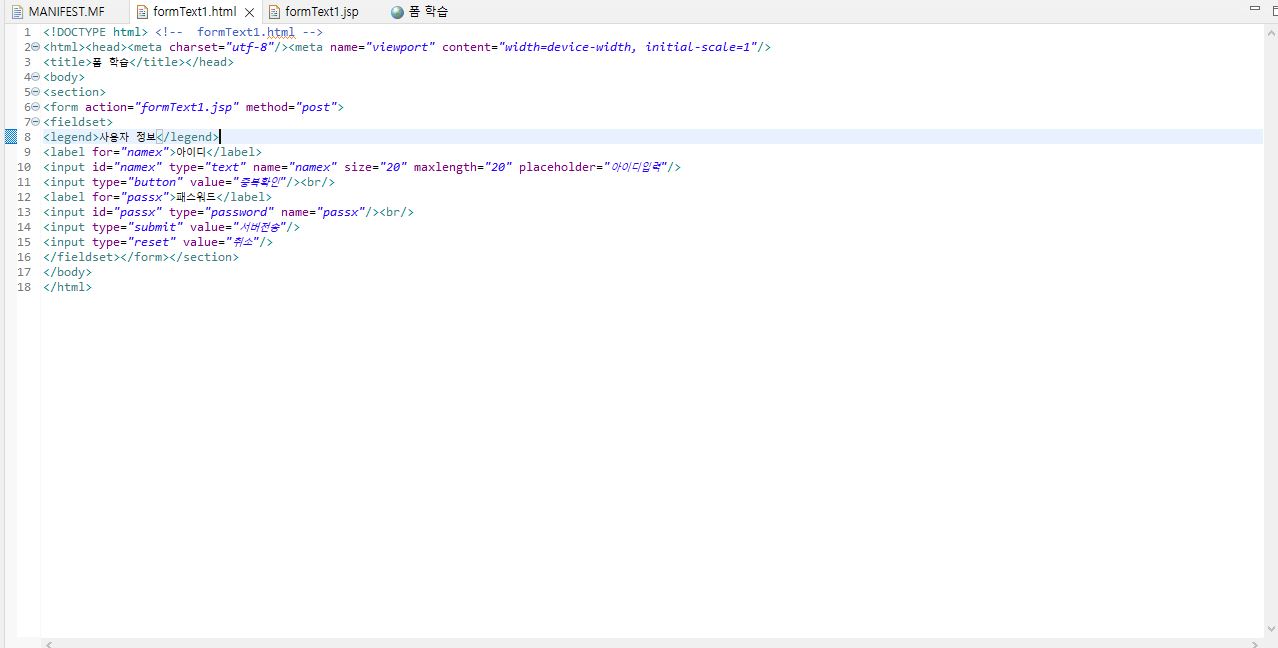 MANIFEST.MF formText1.html formText1.jsp 폼 학습
1 <!DOCTYPE html> <!--  formText1.html -->
2 <html><head><meta charset="utf-8"/><meta name="viewport" content="width=device-width, initial-scale=1"/>
3 <title>폼 학습</title></head>
4 <body>
5 <section>
6 <form action="formText1.jsp" method="post">
7 <fieldset>
8 <legend>사용자 정보</legend>
9 <label for="namex">아이디</label>
10 <input id="namex" type="text" name="namex" size="20" maxlength="20" placeholder="아이디입력"/>
11 <input type="button" value="중복확인"/><br/>
12 <label for="passx">패스워드</label>
13 <input id="passx" type="password" name="passx"/><br/>
14 <input type="submit" value="서버전송"/>
15 <input type="reset" value="취소"/>
16 </fieldset></form></section>
17 </body>
18 </html>